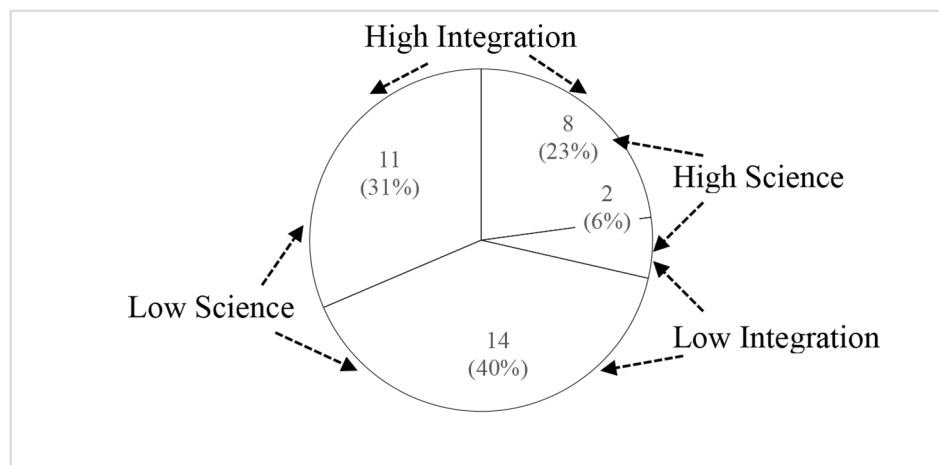 High Integration
8
(23%)
11
(31%)
High Science
2
(6%)
Low Science
Low Integration
14
(40%)